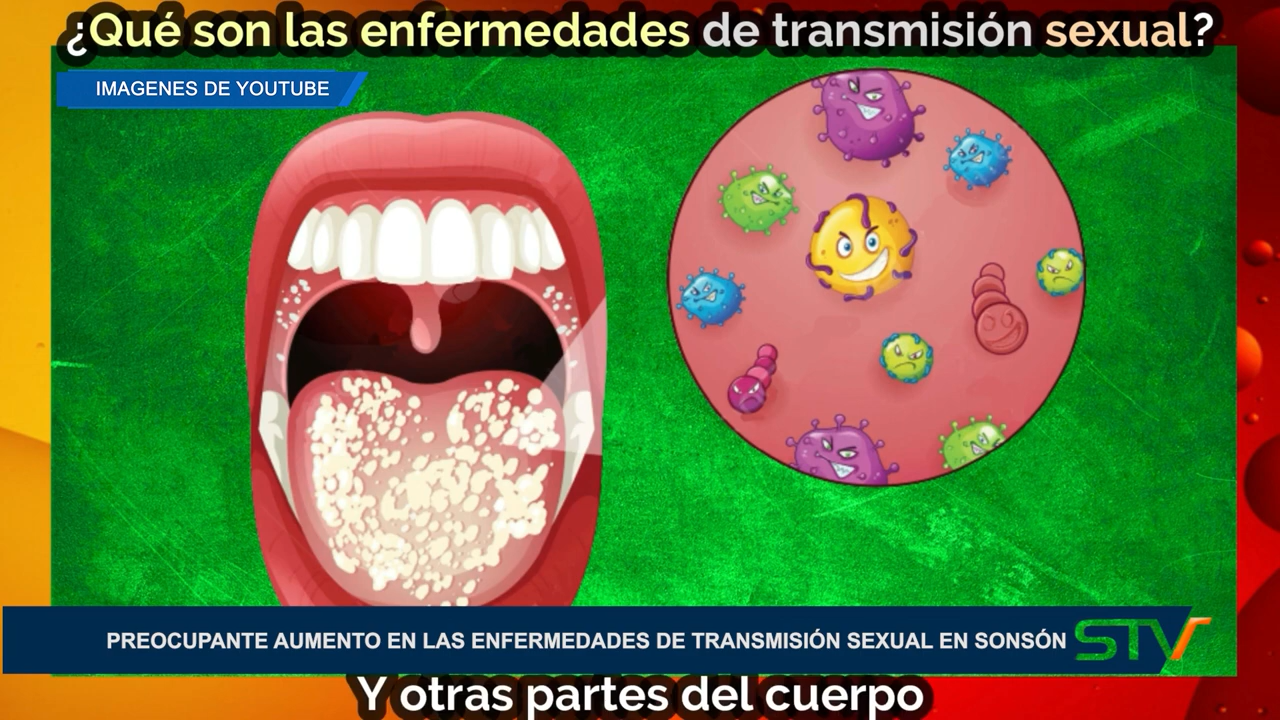 ¿Qué son las enfermedades de transmisión sexual?
IMAGENES DE YOUTUBE
PREOCUPANTE AUMENTO EN LAS ENFERMEDADES DE TRANSMISIÓN SEXUAL EN SONSÓN
STV
Y otras partes del cuerpo